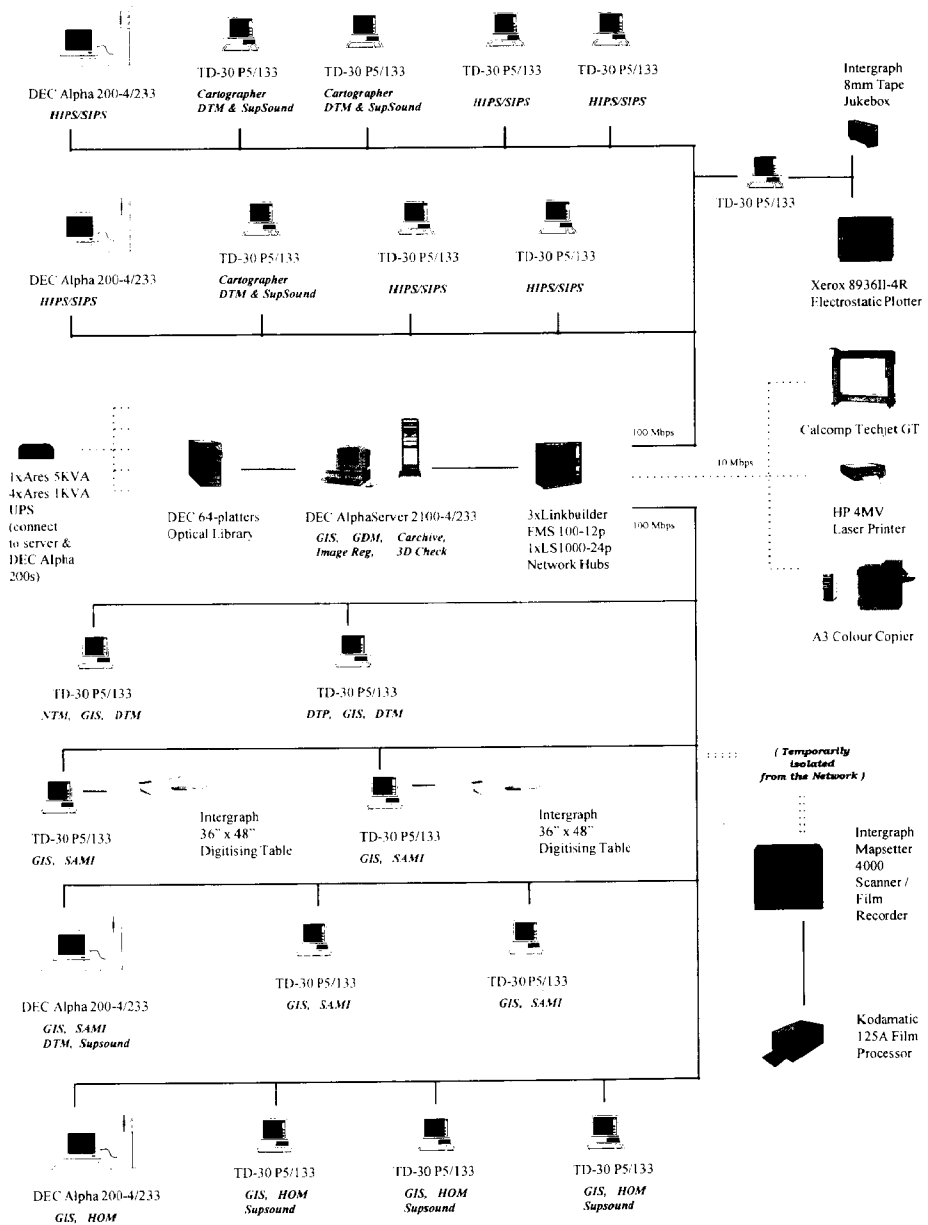 DEC Alpha 200-4/233
HIPS/SIPS
TD-30 P5/133
Cartographer
DTM & SupSound
TD-30 P5/133
Cartographer
DTM & SupSound
TD-30 P5/133
HIPS/SIPS
TD-30 P5/133
HIPS/SIPS
Intergraph
8mm Tape
Jukebox
TD-30 P5/133
DEC Alpha 200-4/233
HIPS/SIPS
TD-30 P5/133
Cartographer
DTM & SupSound
TD-30 P5/133
HIPS/SIPS
TD-30 P5/133
HIPS/SIPS
Xerox 8936II-4R
Electrostatic Plotter
1xAres 5KVA
4xAres 1KVA
UPS
(connect
to server &
DEC Alpha
200s)
DEC 64-platters
Optical Library
DEC AlphaServer 2100-4/233
GIS, GDM, Carchive,
Image Reg, 3D Check
3xLinkbuilder
FMS 100-12p
1xLS1000-24p
Network Hubs
100 Mbps
10 Mbps
100 Mbps
Calcomp Techjet GT
HP 4MV
Laser Printer
A3 Colour Copier
TD-30 P5/133
NTM, GIS, DTM
TD-30 P5/133
DTP, GIS, DTM
( Temporarily
isolated
from the Network )
TD-30 P5/133
GIS, SAMI
Intergraph
36" x 48"
Digitising Table
TD-30 P5/133
GIS, SAMI
Intergraph
36" x 48"
Digitising Table
Intergraph
Mapsetter
4000
Scanner /
Film
Recorder
DEC Alpha 200-4/233
GIS, SAMI
DTM, Supsound
TD-30 P5/133
GIS, SAMI
TD-30 P5/133
GIS, SAMI
Kodamatic
125A Film
Processor
DEC Alpha 200-4/233
GIS, HOM
TD-30 P5/133
GIS, HOM
Supsound
TD-30 P5/133
GIS, HOM
Supsound
TD-30 P5/133
GIS, HOM
Supsound